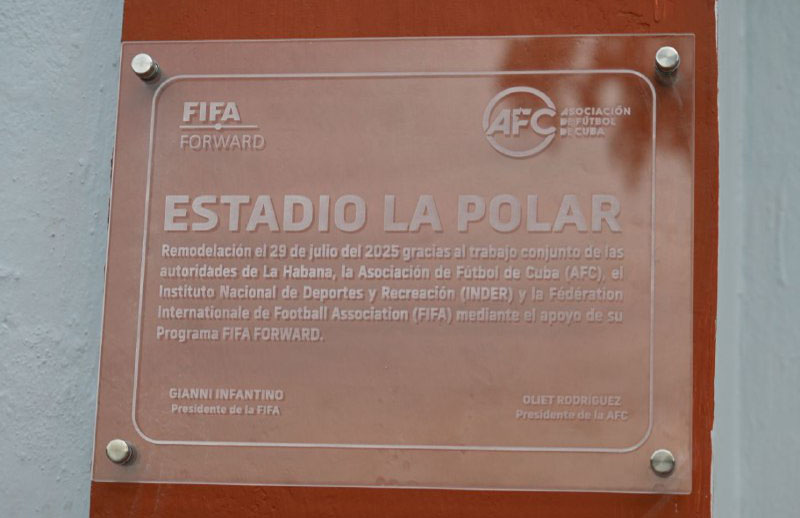 FIFA
FORWARD
AFC
ASOCIACIÓN
DE FÚTBOL
DE CUBA
ESTADIO LA POLAR
Remodelación el 29 de julio del 2025 gracias al trabajo conjunto de las
autoridades de La Habana, la Asociación de Fútbol de Cuba (AFC), el
Instituto Nacional de Deportes y Recreación (INDER) y la Fédération
Internationale de Football Association (FIFA) mediante el apoyo de su
Programa FIFA FORWARD.
GIANNI INFANTINO
Presidente de la FIFA
OLIET RODRÍGUEZ
Presidente de la AFC